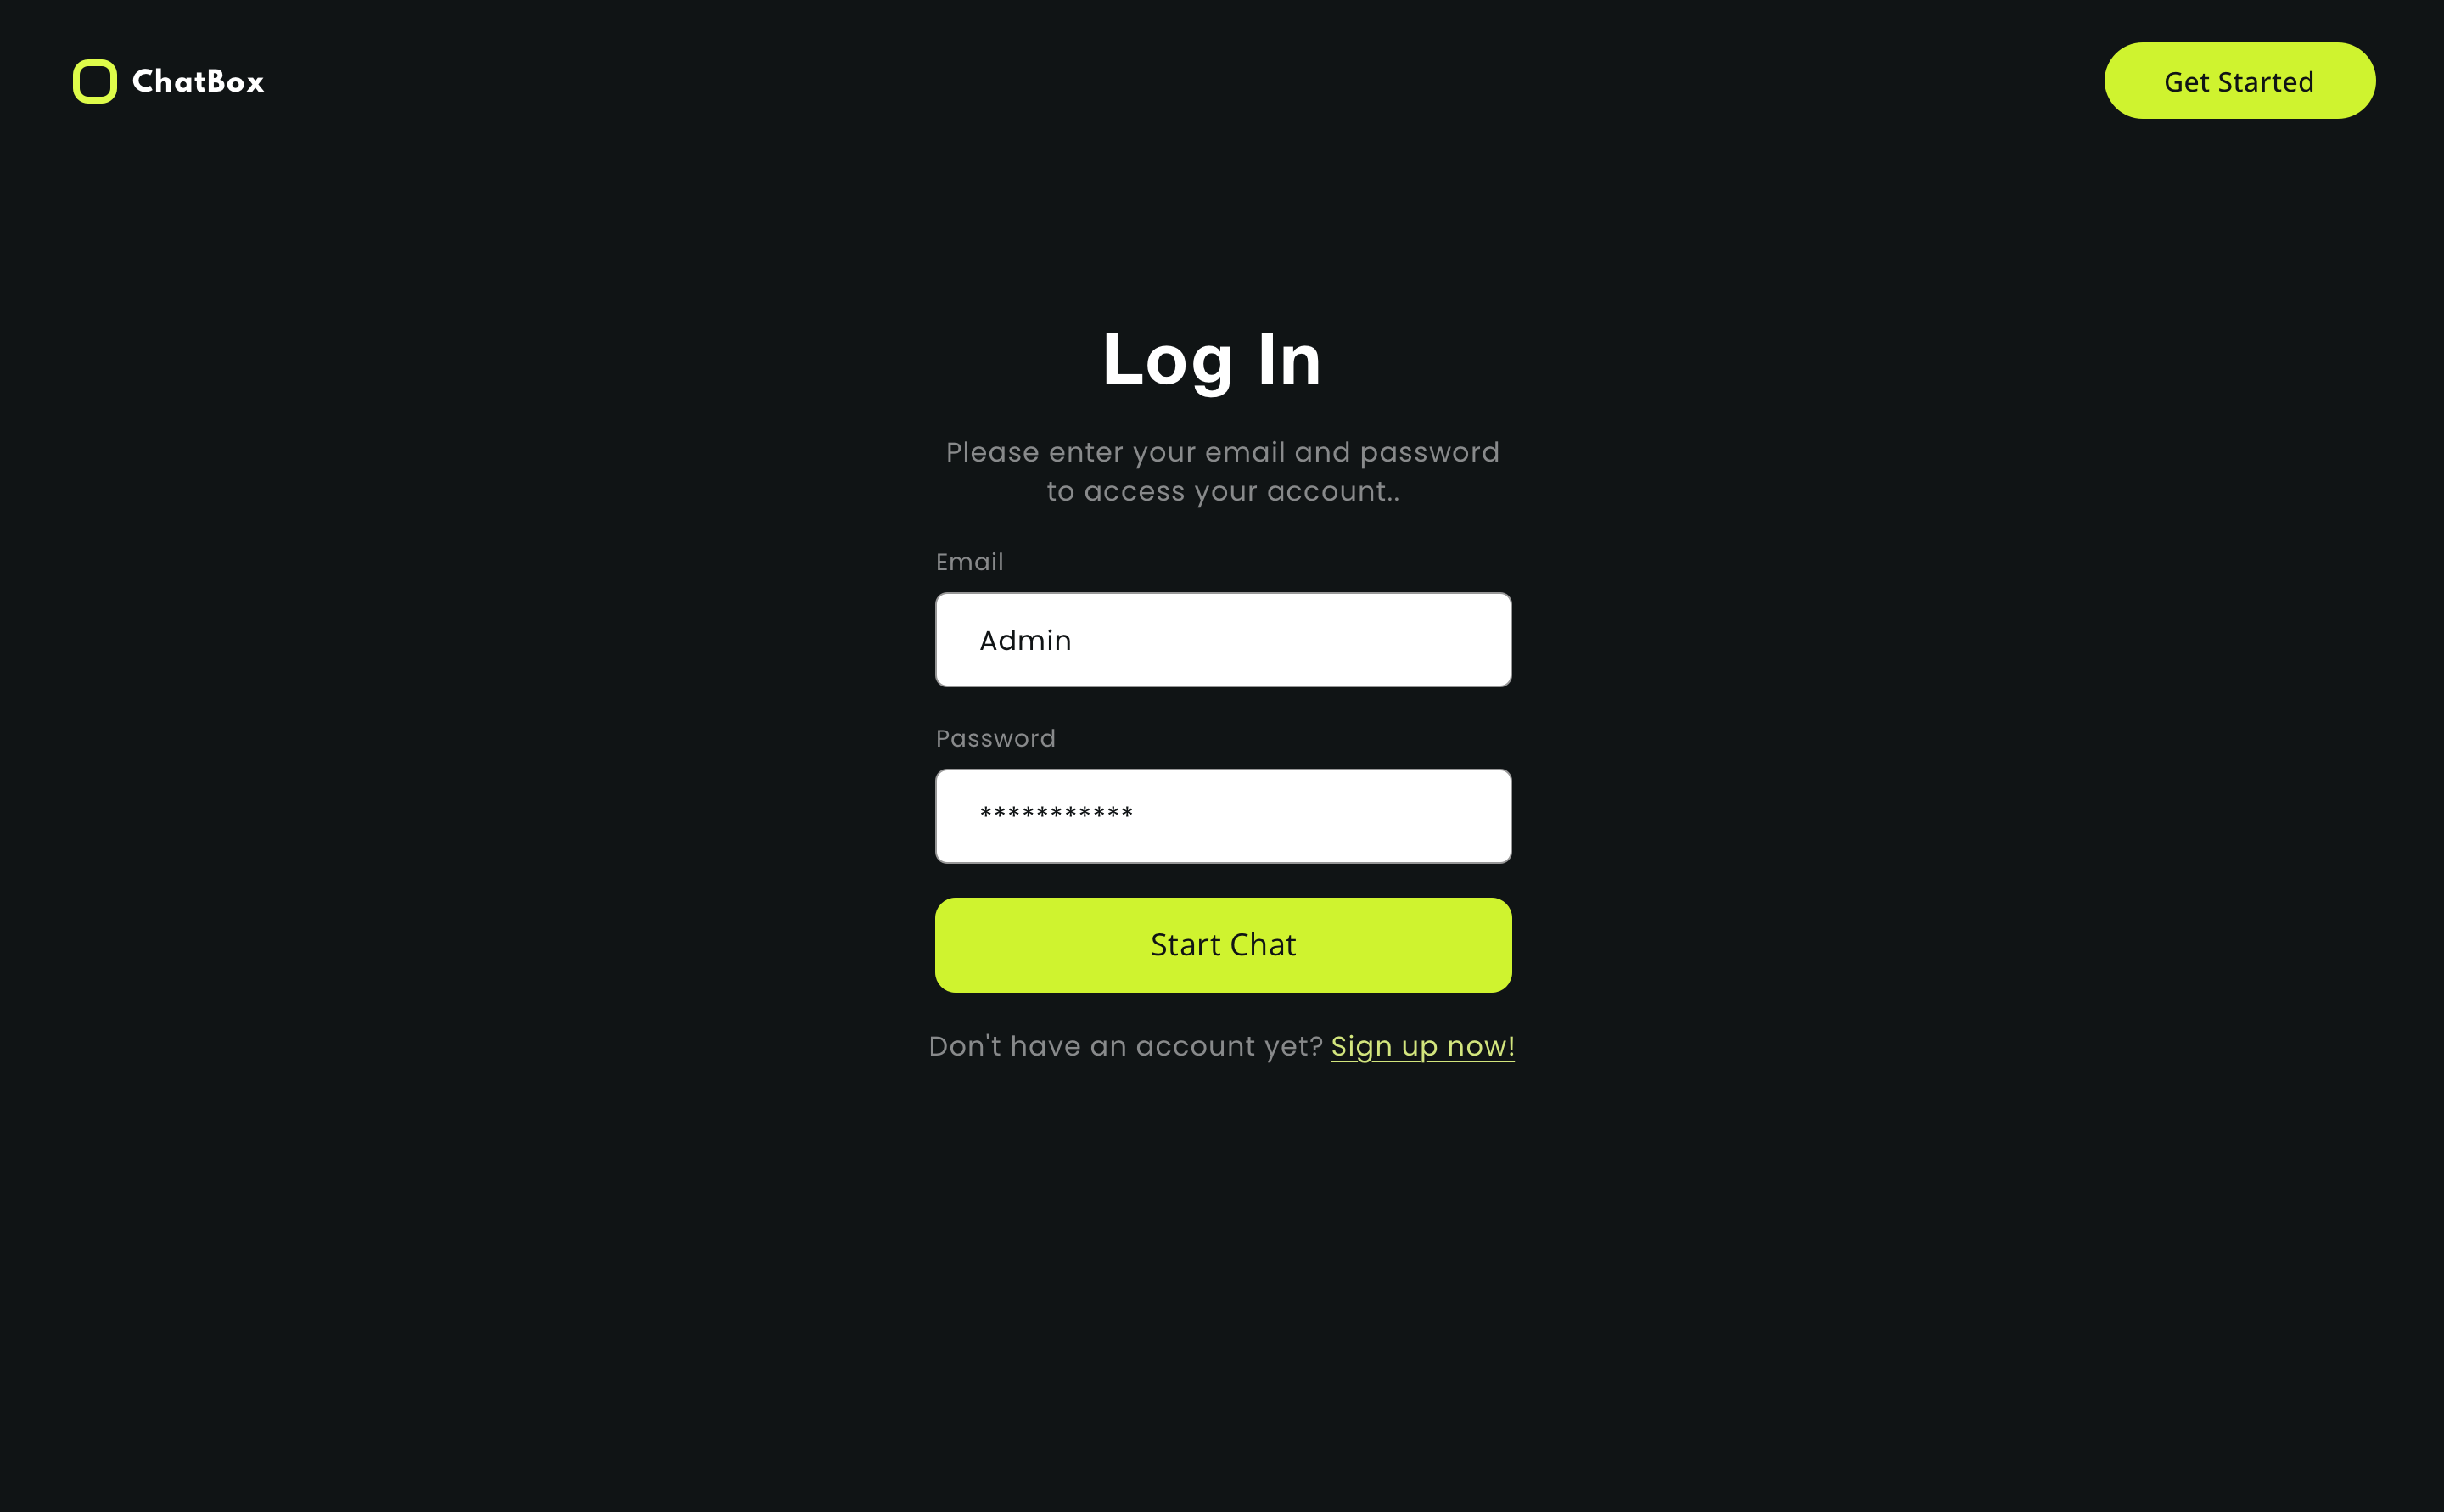 ChatBox
Get Started
Log In
Please enter your email and password
to access your account..
Email
Admin
Password
***********
Start Chat
Don't have an account yet? Sign up now!